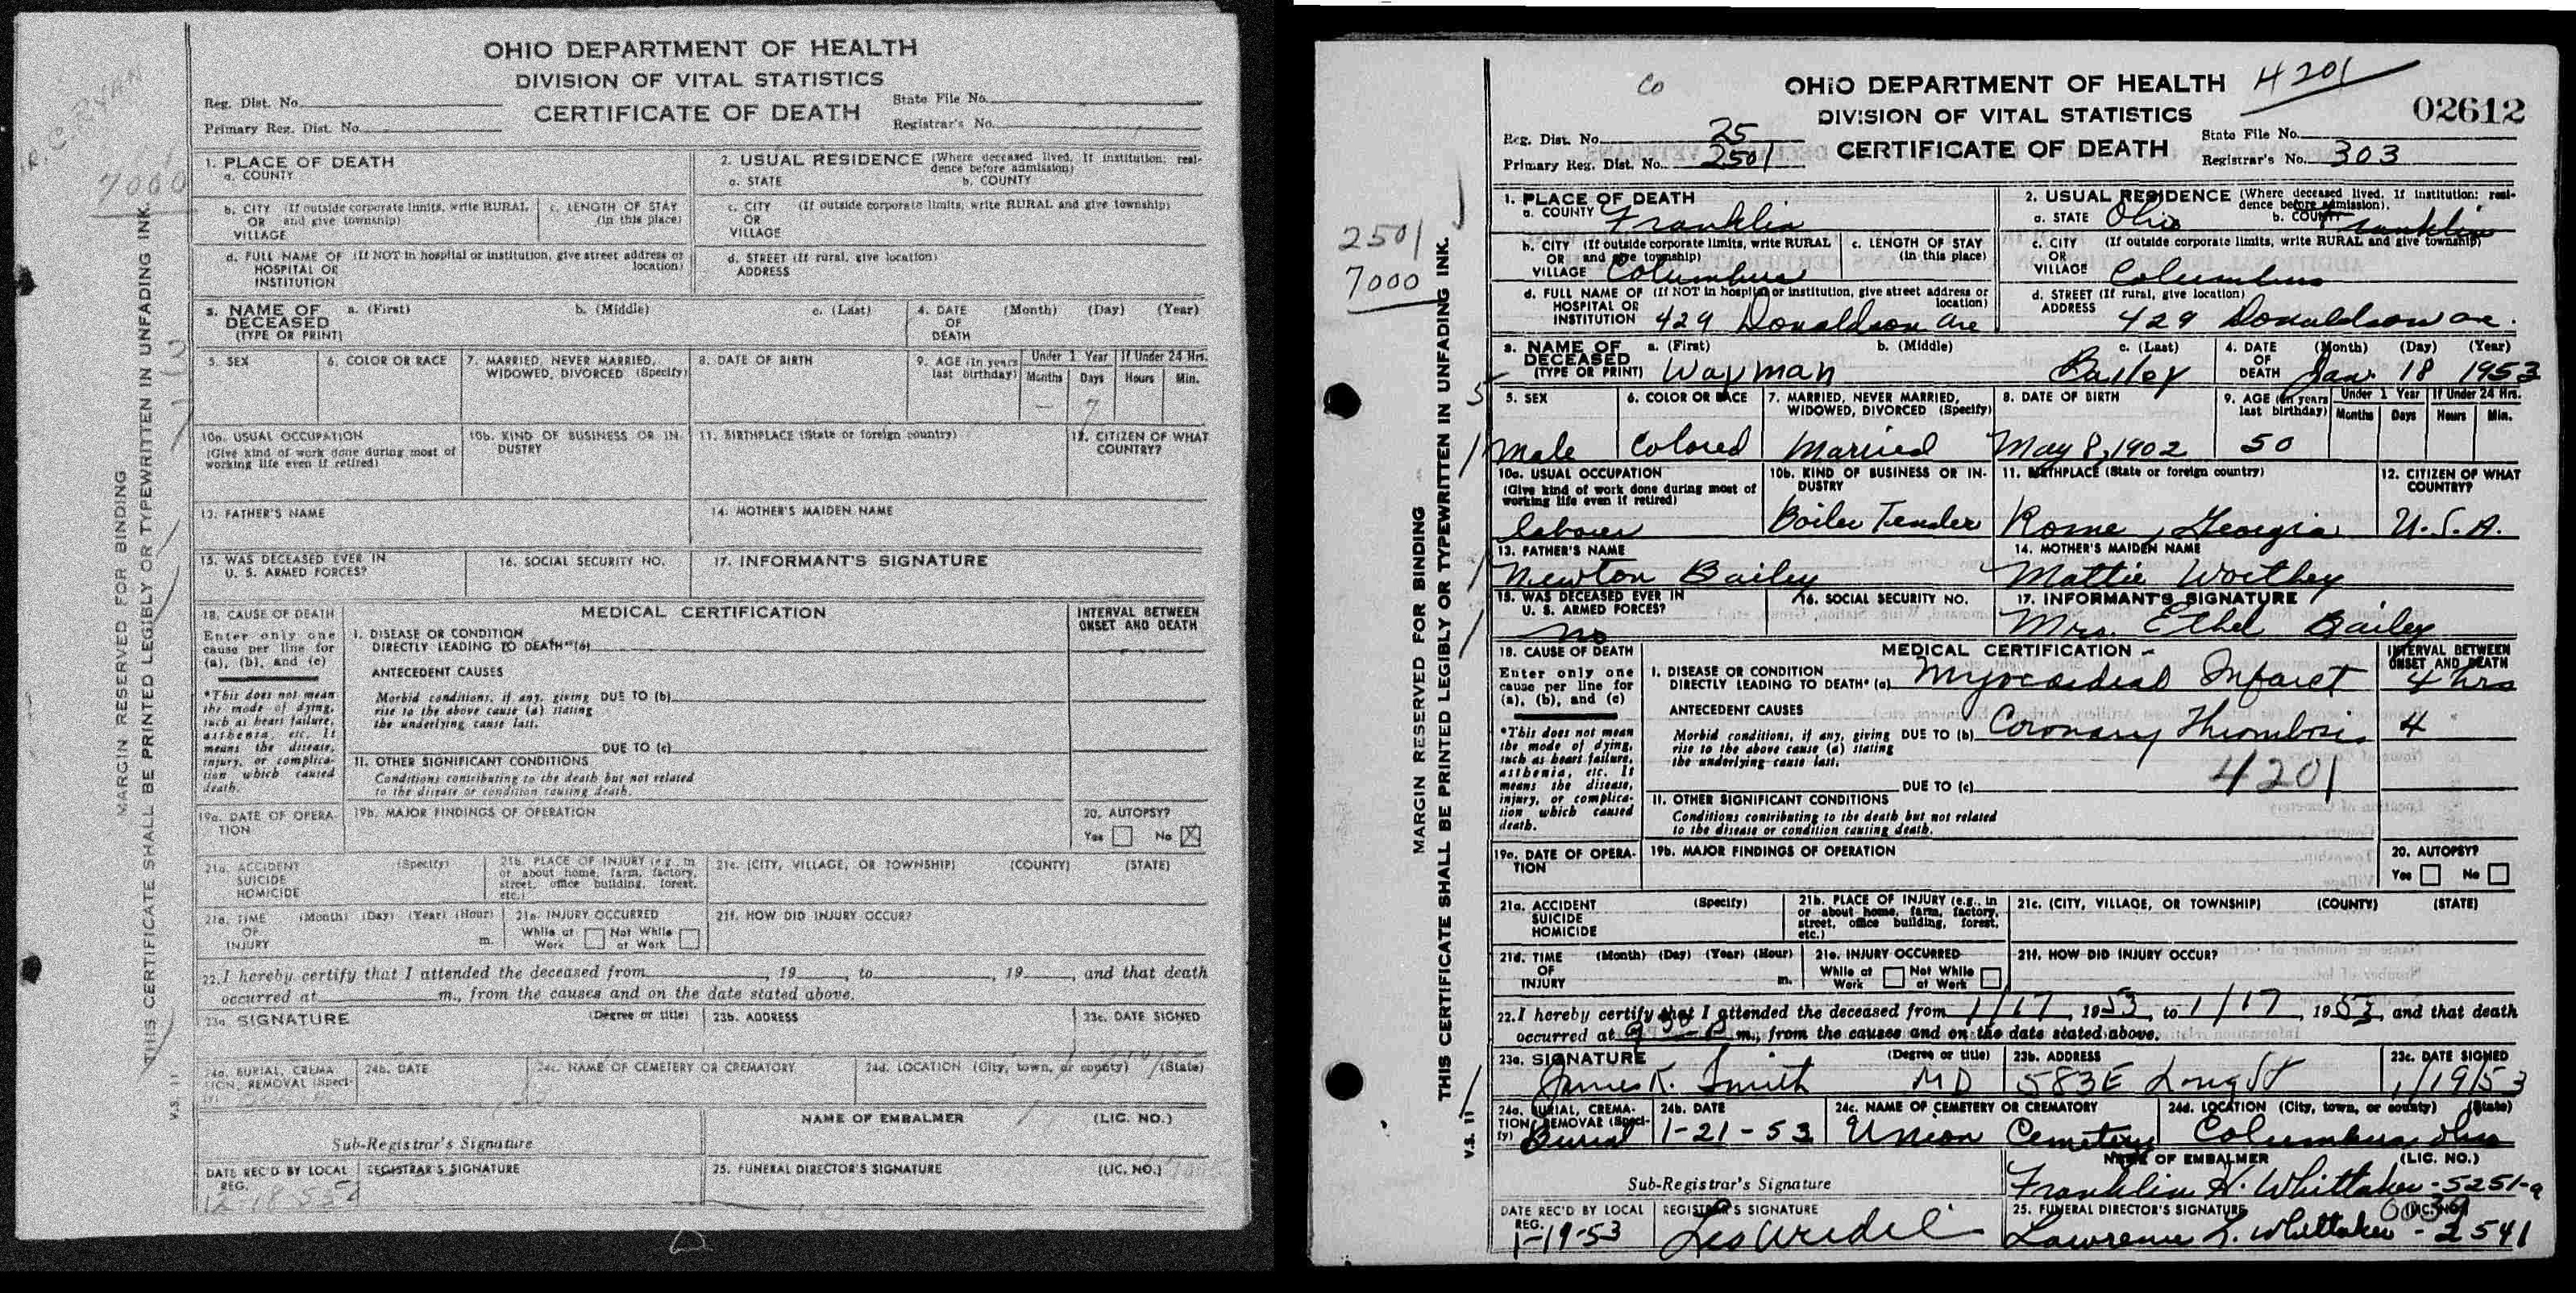 OHIO DEPARTMENT OF HEALTH
DIVISION OF VITAL STATISTICS
CERTIFICATE OF DEATH
Reg. Dist. No.
Primary Reg. Dist. No.
State File No.
Registrar's No.
C. RYAN
7000
1. PLACE OF DEATH
a. COUNTY
2. USUAL RESIDENCE (Where deceased lived. If institution: resi-
dence before admission)
a. STATE b. COUNTY
b. CITY (If outside corporate limits, write RURAL
OR and give township)
VILLAGE
c. LENGTH OF STAY
(in this place)
c. CITY (If outside corporate limits, write RURAL and give township)
OR
VILLAGE
d. FULL NAME OF (If NOT in hospital or institution, give street address or
HOSPITAL OR location)
INSTITUTION
d. STREET (If rural, give location)
ADDRESS
3. NAME OF a. (First) b. (Middle) c. (Last)
DECEASED
(TYPE OR PRINT)
4. DATE (Month) (Day) (Year)
OF
DEATH
5. SEX
6. COLOR OR RACE
7. MARRIED, NEVER MARRIED,
WIDOWED, DIVORCED (Specify)
8. DATE OF BIRTH
9. AGE (In years
last birthday)
Under 1 Year If Under 24 Hrs.
Months Days Hours Min.
7
10a. USUAL OCCUPATION
(Give kind of work done during most of
working life even if retired)
10b. KIND OF BUSINESS OR IN-
DUSTRY
11. BIRTHPLACE (State or foreign country)
12. CITIZEN OF WHAT
COUNTRY?
13. FATHER'S NAME
14. MOTHER'S MAIDEN NAME
15. WAS DECEASED EVER IN
U. S. ARMED FORCES?
16. SOCIAL SECURITY NO.
17. INFORMANT'S SIGNATURE
18. CAUSE OF DEATH
Enter only one
cause per line for
(a), (b), and (c)
*This does not mean
the mode of dying,
such as heart failure,
asthenia, etc. It
means the disease,
injury, or complica-
tion which caused
death.
MEDICAL CERTIFICATION
I. DISEASE OR CONDITION
DIRECTLY LEADING TO DEATH* (a)
ANTECEDENT CAUSES
Morbid conditions, if any, giving DUE TO (b)
rise to the above cause (a) stating
the underlying cause last.
DUE TO (c)
II. OTHER SIGNIFICANT CONDITIONS
Conditions contributing to the death but not related
to the disease or condition causing death.
INTERVAL BETWEEN
ONSET AND DEATH
19a. DATE OF OPERA-
TION
19b. MAJOR FINDINGS OF OPERATION
20. AUTOPSY?
Yes No X
21a. ACCIDENT (Specify)
SUICIDE
HOMICIDE
21b. PLACE OF INJURY (e.g., in
or about home, farm, factory,
street, office building, forest,
etc.)
21c. (CITY, VILLAGE, OR TOWNSHIP) (COUNTY) (STATE)
21d. TIME (Month) (Day) (Year) (Hour)
OF
INJURY m.
21e. INJURY OCCURRED
While at Not While
Work at Work
21f. HOW DID INJURY OCCUR?
22. I hereby certify that I attended the deceased from , 19 , to , 19 , and that death
occurred at m., from the causes and on the date stated above.
23a. SIGNATURE (Degree or title)
23b. ADDRESS
23c. DATE SIGNED
24a. BURIAL, CREMA-
TION, REMOVAL (Speci-
fy)
24b. DATE
24c. NAME OF CEMETERY OR CREMATORY
24d. LOCATION (City, town, or county) (State)
Sub-Registrar's Signature
NAME OF EMBALMER (LIC. NO.)
DATE REC'D BY LOCAL
REG.
REGISTRAR'S SIGNATURE
25. FUNERAL DIRECTOR'S SIGNATURE (LIC. NO.)
MARGIN RESERVED FOR BINDING
THIS CERTIFICATE SHALL BE PRINTED LEGIBLY OR TYPEWRITTEN IN UNFADING INK.
V.S. 11
Co
OHIO DEPARTMENT OF HEALTH 4201
DIVISION OF VITAL STATISTICS
CERTIFICATE OF DEATH
02612
Reg. Dist. No. 25
Primary Reg. Dist. No. 2501
State File No.
Registrar's No. 303
2501
7000
1. PLACE OF DEATH
a. COUNTY Franklin
2. USUAL RESIDENCE (Where deceased lived. If institution: resi-
dence before admission).
a. STATE Ohio b. COUNTY Franklin
b. CITY (If outside corporate limits, write RURAL
OR and give township)
VILLAGE Columbus
c. LENGTH OF STAY
(in this place)
c. CITY (If outside corporate limits, write RURAL and give township)
OR
VILLAGE Columbus
d. FULL NAME OF (If NOT in hospital or institution, give street address or
HOSPITAL OR location)
INSTITUTION 429 Donaldson Ave
d. STREET (If rural, give location)
ADDRESS 429 Donaldson ave.
3. NAME OF a. (First) b. (Middle) c. (Last)
DECEASED
(TYPE OR PRINT) Wayman Bailey
4. DATE (Month) (Day) (Year)
OF
DEATH Jan. 18 1953
5. SEX
Male
6. COLOR OR RACE
Colored
7. MARRIED, NEVER MARRIED,
WIDOWED, DIVORCED (Specify)
Married
8. DATE OF BIRTH
May 8, 1902
9. AGE (In years
last birthday)
50
Under 1 Year If Under 24 Hrs.
Months Days Hours Min.
10a. USUAL OCCUPATION
(Give kind of work done during most of
working life even if retired)
laborer
10b. KIND OF BUSINESS OR IN-
DUSTRY
Boiler Tender
11. BIRTHPLACE (State or foreign country)
Rome, Georgia
12. CITIZEN OF WHAT
COUNTRY?
U.S.A.
13. FATHER'S NAME
Newton Bailey
14. MOTHER'S MAIDEN NAME
Mattie Worthey
15. WAS DECEASED EVER IN
U. S. ARMED FORCES?
no
16. SOCIAL SECURITY NO.
17. INFORMANT'S SIGNATURE
Mrs. Ethel Bailey
18. CAUSE OF DEATH
Enter only one
cause per line for
(a), (b), and (c)
*This does not mean
the mode of dying,
such as heart failure,
asthenia, etc. It
means the disease,
injury, or complica-
tion which caused
death.
MEDICAL CERTIFICATION
I. DISEASE OR CONDITION
DIRECTLY LEADING TO DEATH* (a) Myocardial Infarct
ANTECEDENT CAUSES
Morbid conditions, if any, giving DUE TO (b) Coronary Thrombosis
rise to the above cause (a) stating
the underlying cause last.
4201
DUE TO (c)
II. OTHER SIGNIFICANT CONDITIONS
Conditions contributing to the death but not related
to the disease or condition causing death.
INTERVAL BETWEEN
ONSET AND DEATH
4 hrs
4 "
19a. DATE OF OPERA-
TION
19b. MAJOR FINDINGS OF OPERATION
20. AUTOPSY?
Yes No
21a. ACCIDENT (Specify)
SUICIDE
HOMICIDE
21b. PLACE OF INJURY (e.g., in
or about home, farm, factory,
street, office building, forest,
etc.)
21c. (CITY, VILLAGE, OR TOWNSHIP) (COUNTY) (STATE)
21d. TIME (Month) (Day) (Year) (Hour)
OF
INJURY m.
21e. INJURY OCCURRED
While at Not While
Work at Work
21f. HOW DID INJURY OCCUR?
22. I hereby certify that I attended the deceased from 1/17, 1953, to 1/17, 1953, and that death
occurred at m., from the causes and on the date stated above.
23a. SIGNATURE (Degree or title)
James K. Smith MD
23b. ADDRESS
583 E Long St
23c. DATE SIGNED
1/19/53
24a. BURIAL, CREMA-
TION, REMOVAL (Speci-
fy) Burial
24b. DATE
1-21-53
24c. NAME OF CEMETERY OR CREMATORY
Union Cemetery
24d. LOCATION (City, town, or county) (State)
Columbus Ohio
Sub-Registrar's Signature
NAME OF EMBALMER (LIC. NO.)
Franklin H. Whittaker - 5251-a
DATE REC'D BY LOCAL
REG.
1-19-53
REGISTRAR'S SIGNATURE
25. FUNERAL DIRECTOR'S SIGNATURE (LIC. NO.)
Lawrence L. Whittaker - 2541
MARGIN RESERVED FOR BINDING
THIS CERTIFICATE SHALL BE PRINTED LEGIBLY OR TYPEWRITTEN IN UNFADING INK.
V.S. 11